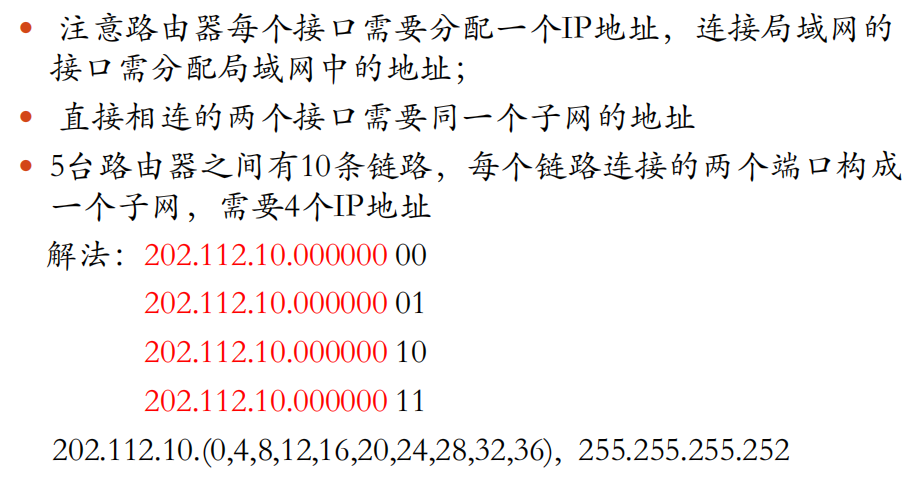 • 注意路由器每个接口需要分配一个IP地址，连接局域网的
接口需分配局域网中的地址；
• 直接相连的两个接口需要同一个子网的地址
• 5台路由器之间有10条链路，每个链路连接的两个端口构成
一个子网，需要4个IP地址
解法：202.112.10.000000 00
202.112.10.000000 01
202.112.10.000000 10
202.112.10.000000 11
202.112.10.(0,4,8,12,16,20,24,28,32,36), 255.255.255.252